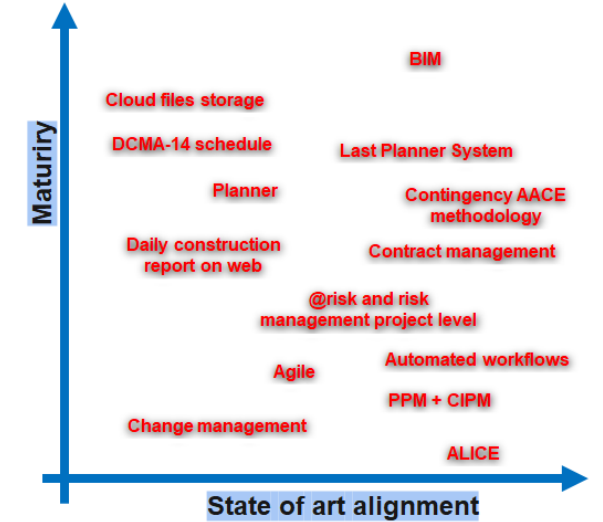 BIM
Cloud files storage
DCMA-14 schedule
Last Planner System
Planner
Contingency AACE
methodology
Daily construction
report on web
Contract management
@risk and risk
management project level
Automated workflows
Agile
PPM + CIPM
Change management
ALICE
Maturiry
State of art alignment